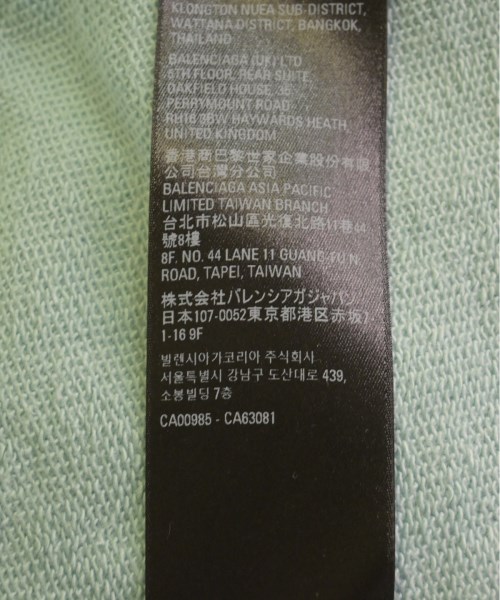 KLONGTON NUEA SUB-DISTRICT,
WATTANA DISTRICT, BANGKOK,
THAILAND
BALENCIAGA (UK) LTD
5TH FLOOR, REAR SUITE,
OAKFIELD HOUSE, 35
PERRYMOUNT ROAD
RH16 3BW HAYWARDS HEATH,
UNITED KINGDOM
香港商巴黎世家企業股份有限
公司台灣分公司
BALENCIAGA ASIA PACIFIC
LIMITED TAIWAN BRANCH
台北市松山區光復北路11巷44
號8樓
8F, NO. 44 LANE 11 GUANG-FU N.
ROAD, TAPEI, TAIWAN
株式会社バレンシアガジャパン
日本107-0052東京都港区赤坂
1-16 9F
빌렌시아가코리아 주식회사
서울특별시 강남구 도산대로 439,
소봉빌딩 7층
CA00985 - CA63081